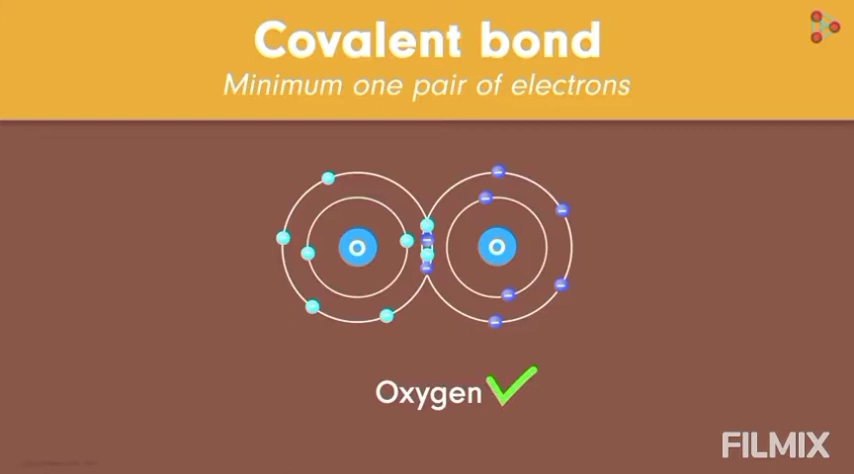 Covalent bond
Minimum one pair of electrons
O O
Oxygen
FILMIX